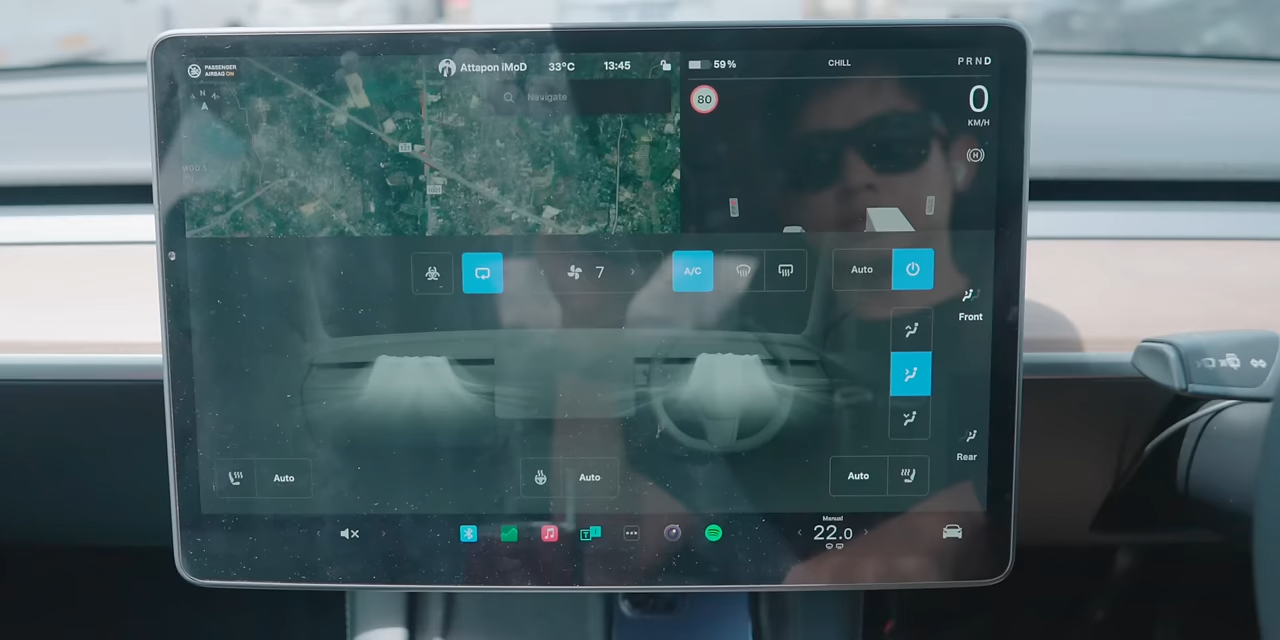 PASSENGER
AIRBAG ON
Attapon iMoD 33°C 13:45
59 % CHILL PRND
N
Navigate
80
0
KM/H
7
A/C
Auto
Front
Rear
Auto
Auto
Auto
Manual
22.0